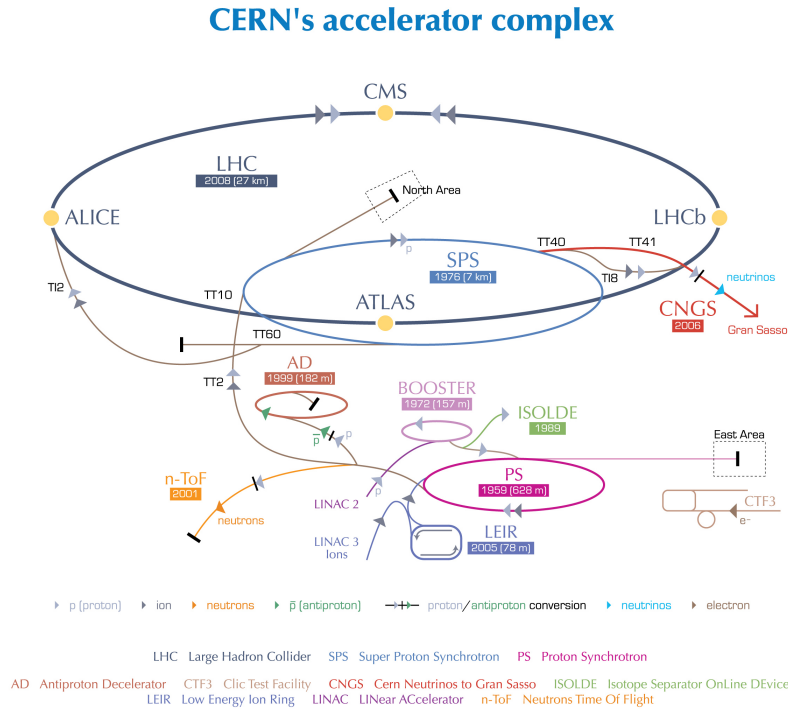 CERN's accelerator complex
CMS
LHC
2008 (27 km)
North Area
ALICE
LHCb
TT40
TT41
SPS
1976 (7 km)
p
TI8
TI2
TT10
neutrinos
ATLAS
CNGS
2006
Gran Sasso
TT60
AD
1999 (182 m)
TT2
BOOSTER
1972 (157 m)
ISOLDE
1989
p̅
p
East Area
n-ToF
2001
PS
1959 (628 m)
LINAC 2
p
neutrons
CTF3
e-
LEIR
2005 (78 m)
LINAC 3
Ions
p (proton)
ion
neutrons
p̅ (antiproton)
proton/antiproton conversion
neutrinos
electron
LHC Large Hadron Collider SPS Super Proton Synchrotron PS Proton Synchrotron
AD Antiproton Decelerator CTF3 Clic Test Facility CNGS Cern Neutrinos to Gran Sasso ISOLDE Isotope Separator OnLine DEvice
LEIR Low Energy Ion Ring LINAC LINear ACcelerator n-ToF Neutrons Time Of Flight